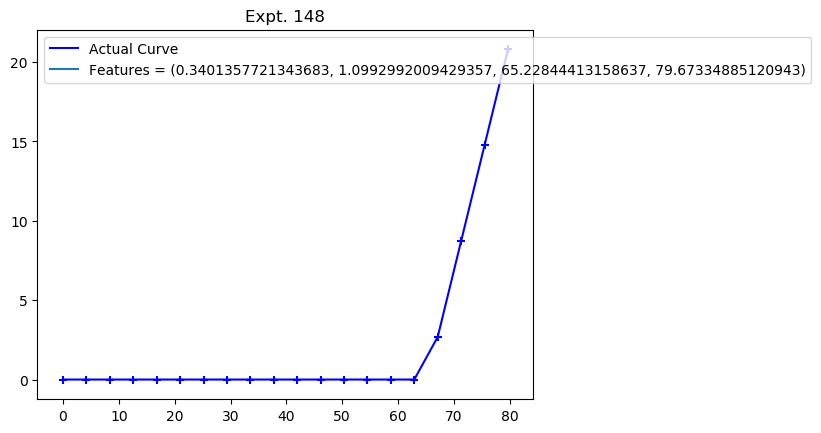 Expt. 148
Actual Curve
Features = (0.3401357721343683, 1.0992992009429357, 65.22844413158637, 79.67334885120943)
20
15
10
5
0
0 10 20 30 40 50 60 70 80